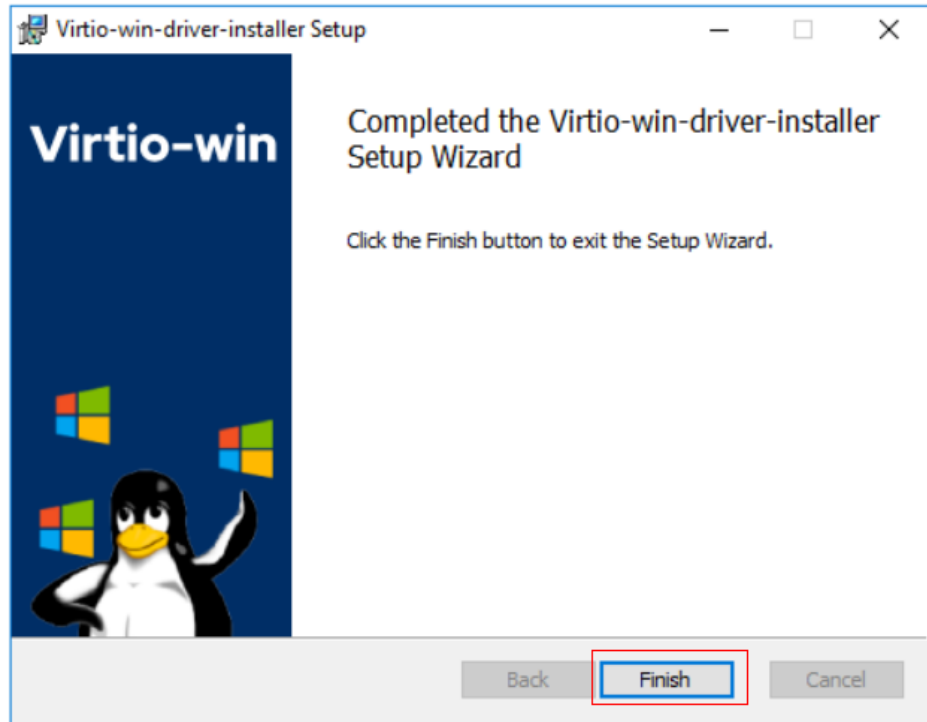 Virtio-win-driver-installer Setup
Virtio-win
Completed the Virtio-win-driver-installer
Setup Wizard
Click the Finish button to exit the Setup Wizard.
Back
Finish
Cancel